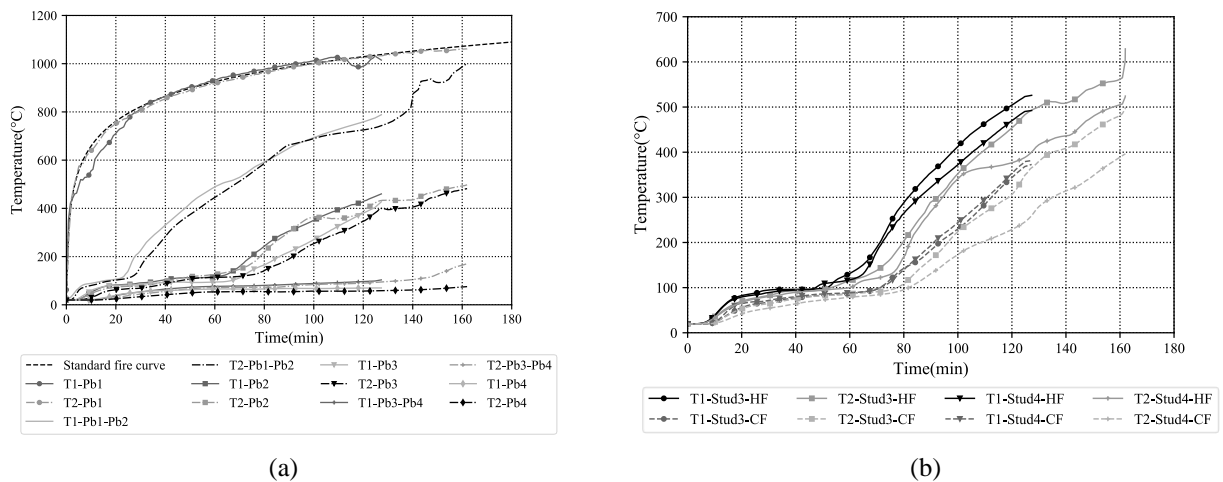 1200
1000
800
600
400
200
0
Temperature(°C)
0 20 40 60 80 100 120 140 160 180
Time(min)
Standard fire curve
T1-Pb1
T2-Pb1
T1-Pb1-Pb2
T2-Pb1-Pb2
T1-Pb2
T2-Pb2
T1-Pb3
T2-Pb3
T1-Pb3-Pb4
T2-Pb3-Pb4
T1-Pb4
T2-Pb4
(a)
700
600
500
400
300
200
100
0
Temperature(°C)
0 20 40 60 80 100 120 140 160 180
Time(min)
T1-Stud3-HF
T1-Stud3-CF
T2-Stud3-HF
T2-Stud3-CF
T1-Stud4-HF
T1-Stud4-CF
T2-Stud4-HF
T2-Stud4-CF
(b)